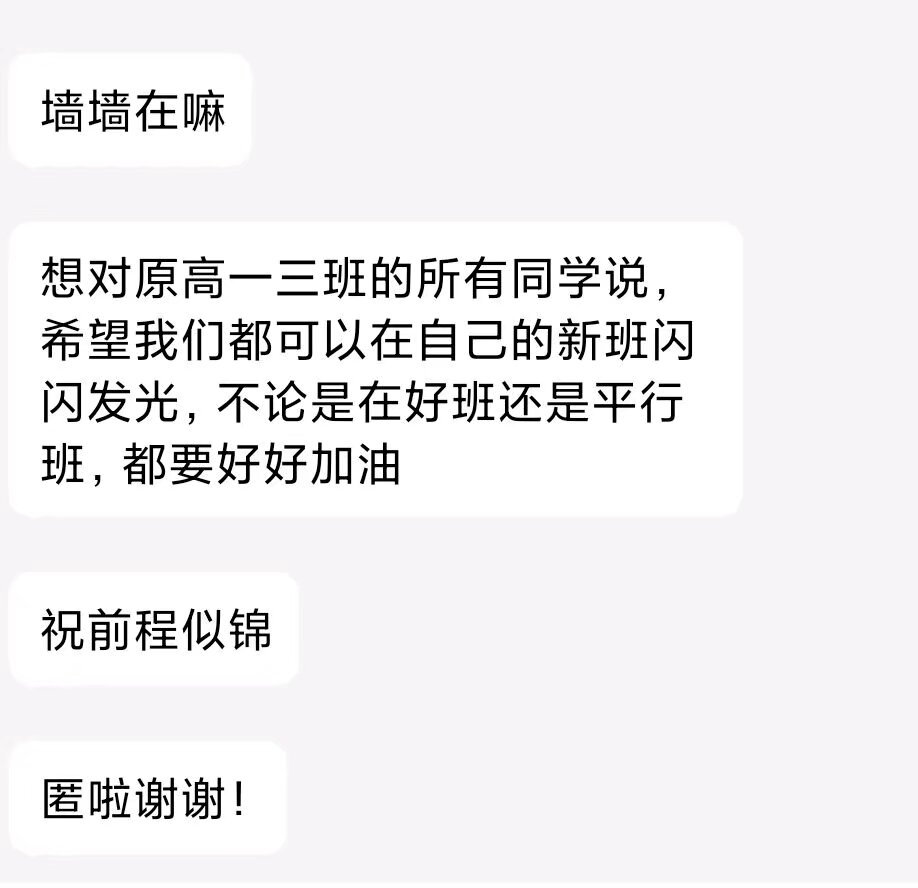 墙墙在嘛
想对原高一三班的所有同学说，
希望我们都可以在自己的新班闪
闪发光，不论是在好班还是平行
班，都要好好加油
祝前程似锦
匿啦谢谢！